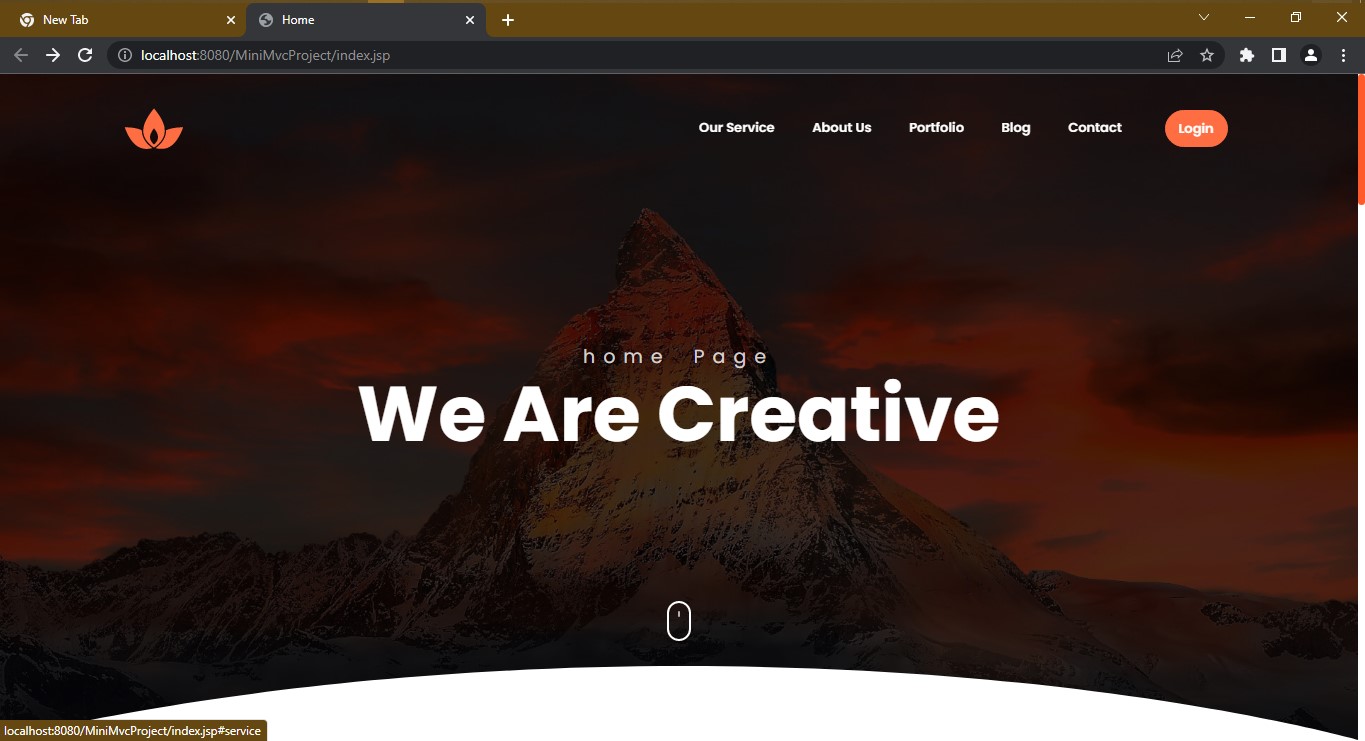 New Tab
Home
localhost:8080/MiniMvcProject/index.jsp
Our Service
About Us
Portfolio
Blog
Contact
Login
home Page
We Are Creative
localhost:8080/MiniMvcProject/index.jsp#service